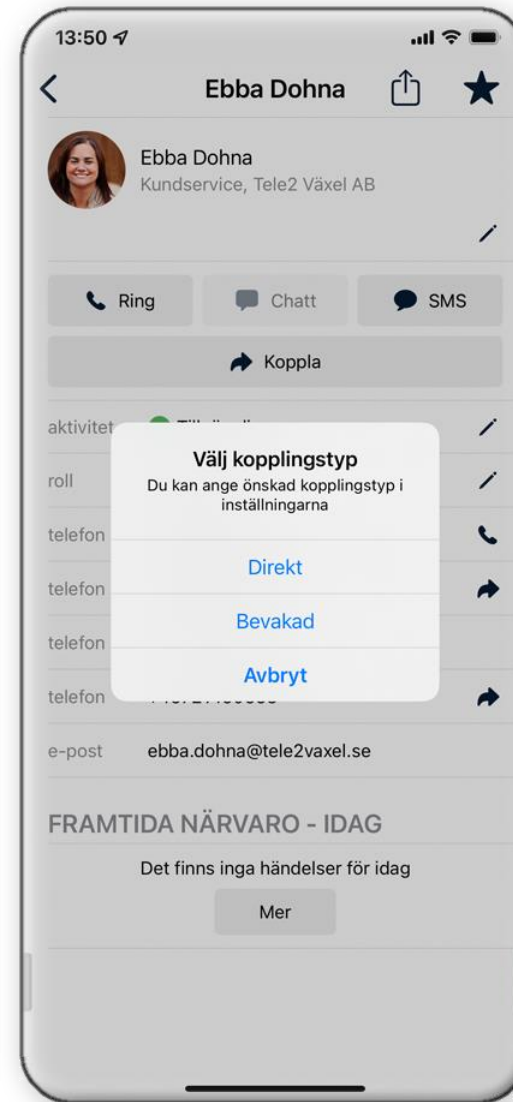 13:50
Ebba Dohna
Ebba Dohna
Kundservice, Tele2 Växel AB
Ring
Chatt
SMS
Koppla
aktivitet
Välj kopplingstyp
Du kan ange önskad kopplingstyp i
inställningarna
roll
telefon
Direkt
telefon
Bevakad
telefon
Avbryt
telefon
e-post ebba.dohna@tele2vaxel.se
FRAMTIDA NÄRVARO - IDAG
Det finns inga händelser för idag
Mer